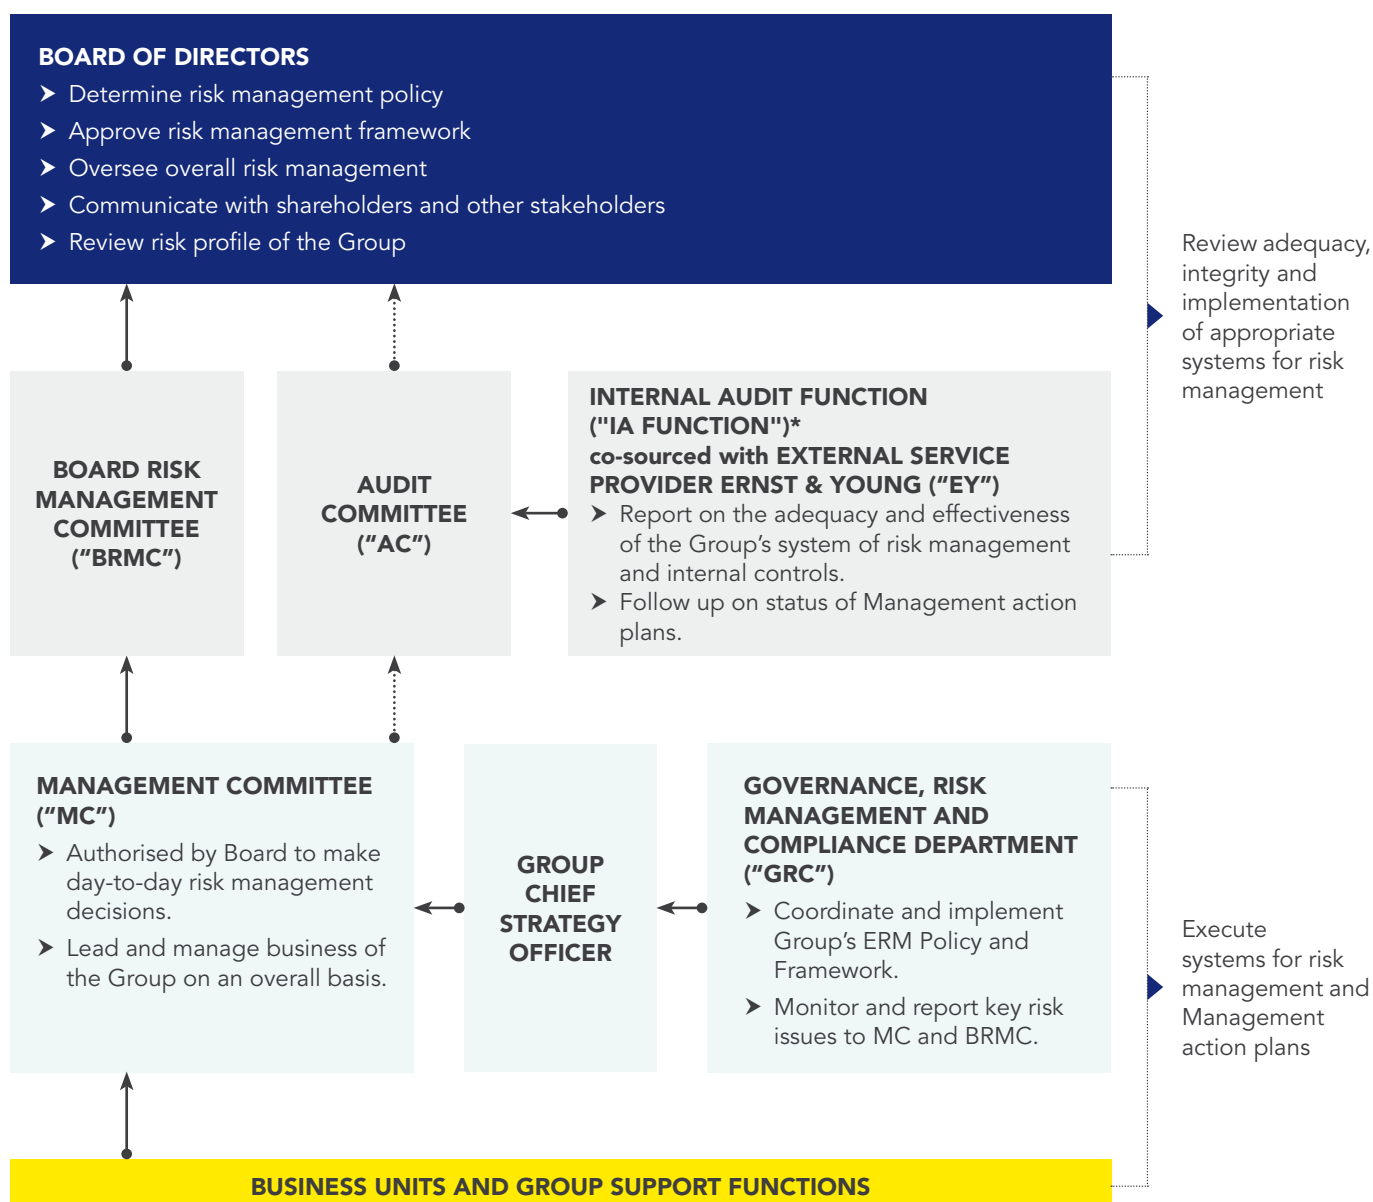 BOARD OF DIRECTORS
➤ Determine risk management policy
➤ Approve risk management framework
➤ Oversee overall risk management
➤ Communicate with shareholders and other stakeholders
➤ Review risk profile of the Group
Review adequacy,
integrity and
implementation
of appropriate
systems for risk
management
BOARD RISK
MANAGEMENT
COMMITTEE
("BRMC")
AUDIT
COMMITTEE
("AC")
INTERNAL AUDIT FUNCTION
("IA FUNCTION")*
co-sourced with EXTERNAL SERVICE
PROVIDER ERNST & YOUNG ("EY")
➤ Report on the adequacy and effectiveness
of the Group's system of risk management
and internal controls.
➤ Follow up on status of Management action
plans.
MANAGEMENT COMMITTEE
("MC")
➤ Authorised by Board to make
day-to-day risk management
decisions.
➤ Lead and manage business of
the Group on an overall basis.
GROUP
CHIEF
STRATEGY
OFFICER
GOVERNANCE, RISK
MANAGEMENT AND
COMPLIANCE DEPARTMENT
("GRC")
➤ Coordinate and implement
Group's ERM Policy and
Framework.
➤ Monitor and report key risk
issues to MC and BRMC.
Execute
systems for risk
management and
Management
action plans
BUSINESS UNITS AND GROUP SUPPORT FUNCTIONS